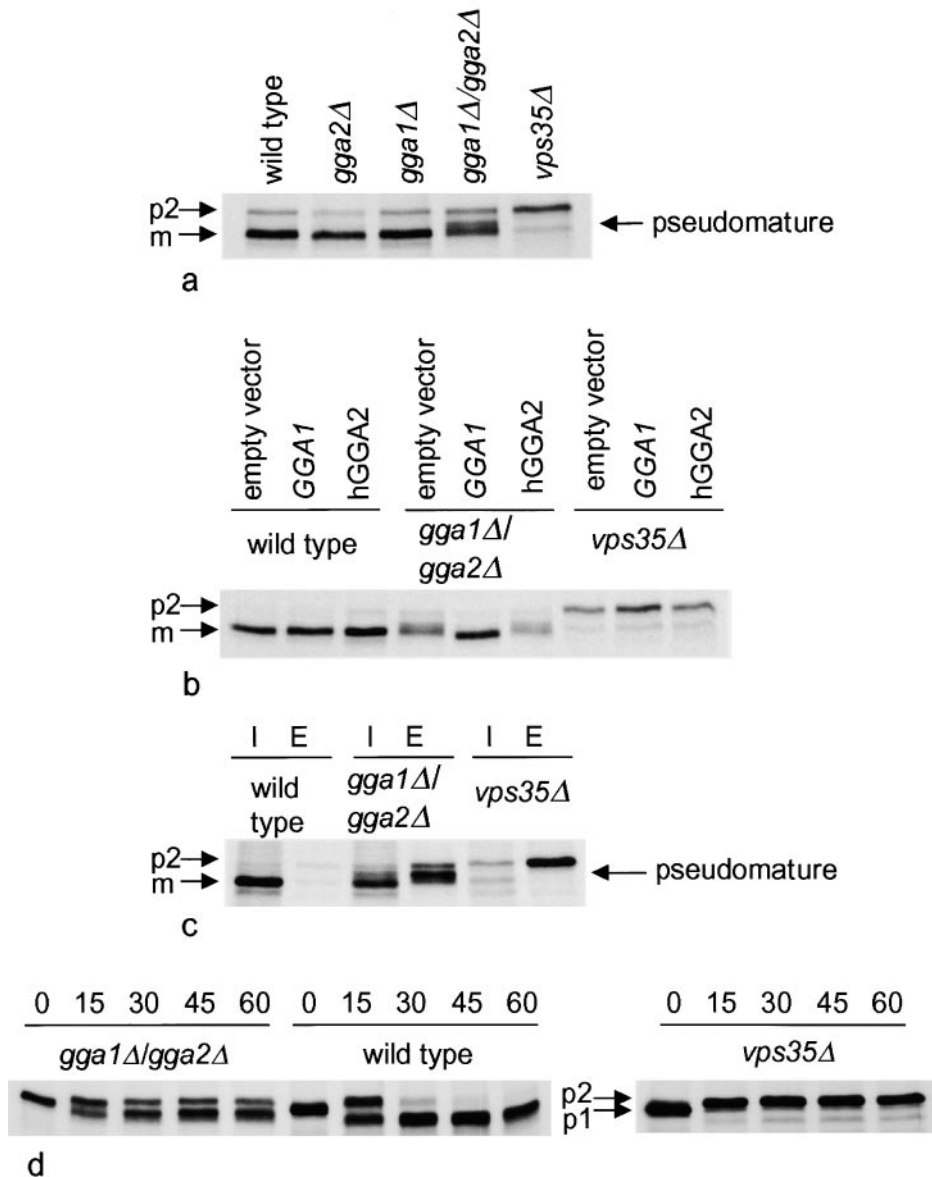 wild type
gga2Δ
gga1Δ
gga1Δ/gga2Δ
vps35Δ
p2
m
pseudomature
a
empty vector
GGA1
hGGA2
empty vector
GGA1
hGGA2
empty vector
GGA1
hGGA2
wild type
gga1Δ/
gga2Δ
vps35Δ
p2
m
b
I E I E I E
wild
type
gga1Δ/
gga2Δ
vps35Δ
p2
m
pseudomature
c
0 15 30 45 60 0 15 30 45 60 0 15 30 45 60
gga1Δ/gga2Δ wild type vps35Δ
p2
p1
d